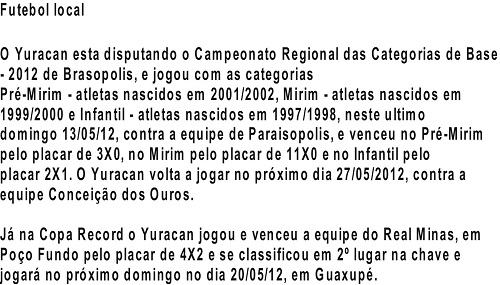 Futebol local

O Yuracan esta disputando o Campeonato Regional das Categorias de Base
- 2012 de Brasopolis, e jogou com as categorias
Pré-Mirim - atletas nascidos em 2001/2002, Mirim - atletas nascidos em
1999/2000 e Infantil - atletas nascidos em 1997/1998, neste ultimo
domingo 13/05/12, contra a equipe de Paraisopolis, e venceu no Pré-Mirim
pelo placar de 3X0, no Mirim pelo placar de 11X0 e no Infantil pelo
placar 2X1. O Yuracan volta a jogar no próximo dia 27/05/2012, contra a
equipe Conceição dos Ouros.

Já na Copa Record o Yuracan jogou e venceu a equipe do Real Minas, em
Poço Fundo pelo placar de 4X2 e se classificou em 2º lugar na chave e
jogará no próximo domingo no dia 20/05/12, em Guaxupé.